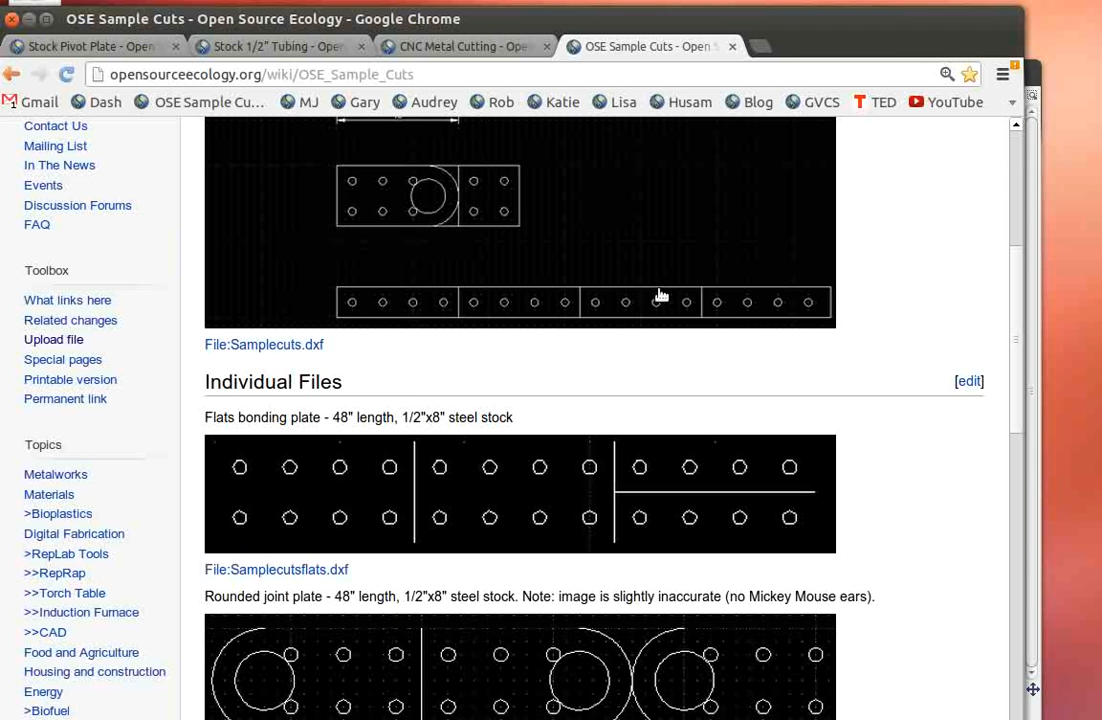 OSE Sample Cuts - Open Source Ecology - Google Chrome
Stock Pivot Plate - Open
Stock 1/2" Tubing - Open
CNC Metal Cutting - Open
OSE Sample Cuts - Open
opensourceecology.org/wiki/OSE_Sample_Cuts
Gmail Dash OSE Sample Cu... MJ Gary Audrey Rob Katie Lisa Husam Blog GVCS TED YouTube
Contact Us
Mailing List
In The News
Events
Discussion Forums
FAQ
Toolbox
What links here
Related changes
Upload file
Special pages
Printable version
Permanent link
Topics
Metalworks
Materials
>Bioplastics
Digital Fabrication
>RepLab Tools
>>RepRap
>>Torch Table
>>Induction Furnace
>>CAD
Food and Agriculture
Housing and construction
Energy
>Biofuel
File:Samplecuts.dxf
Individual Files
[edit]
Flats bonding plate - 48" length, 1/2"x8" steel stock
File:Samplecutsflats.dxf
Rounded joint plate - 48" length, 1/2"x8" steel stock. Note: image is slightly inaccurate (no Mickey Mouse ears).